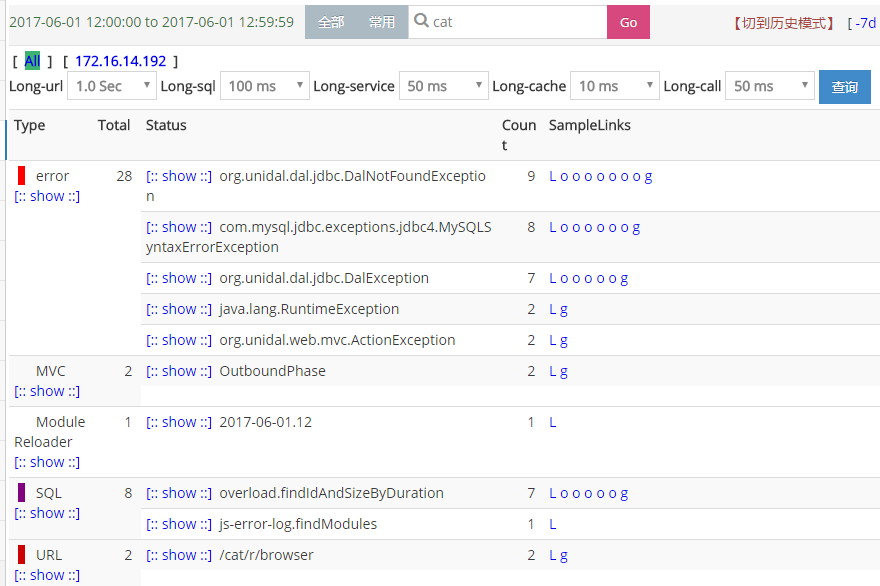 2017-06-01 12:00:00 to 2017-06-01 12:59:59 全部 常用 cat Go 【切到历史模式】 [ -7d
[ All ] [ 172.16.14.192 ]
Long-url 1.0 Sec Long-sql 100 ms Long-service 50 ms Long-cache 10 ms Long-call 50 ms 查询
Type Total Status Coun SampleLinks
t
error 28 [:: show ::] org.unidal.dal.jdbc.DalNotFoundExceptio 9 L o o o o o o o g
[:: show ::] n
[:: show ::] com.mysql.jdbc.exceptions.jdbc4.MySQLS 8 L o o o o o o g
yntaxErrorException
[:: show ::] org.unidal.dal.jdbc.DalException 7 L o o o o o g
[:: show ::] java.lang.RuntimeException 2 L g
[:: show ::] org.unidal.web.mvc.ActionException 2 L g
MVC 2 [:: show ::] OutboundPhase 2 L g
[:: show ::]
Module 1 [:: show ::] 2017-06-01.12 1 L
Reloader
[:: show ::]
SQL 8 [:: show ::] overload.findIdAndSizeByDuration 7 L o o o o o g
[:: show ::]
[:: show ::] js-error-log.findModules 1 L
URL 2 [:: show ::] /cat/r/browser 2 L g
[:: show ::]